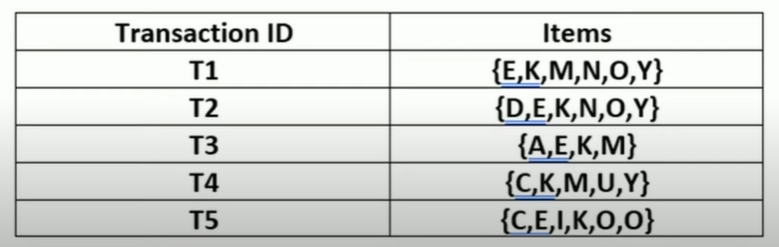 Transaction ID Items
T1 {E,K,M,N,O,Y}
T2 {D,E,K,N,O,Y}
T3 {A,E,K,M}
T4 {C,K,M,U,Y}
T5 {C,E,I,K,O,O}